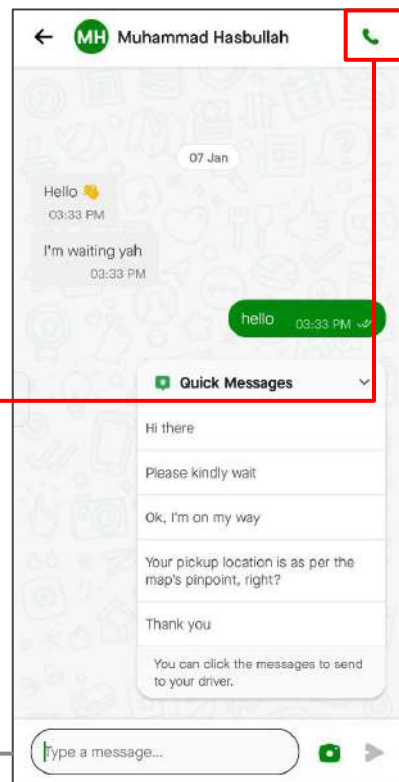 MH Muhammad Hasbullah
07 Jan
Hello 👋
03:33 PM
I'm waiting yah
03:33 PM
hello 03:33 PM
Quick Messages
Hi there
Please kindly wait
Ok, I'm on my way
Your pickup location is as per the
map's pinpoint, right?
Thank you
You can click the messages to send
to your driver.
Type a message...